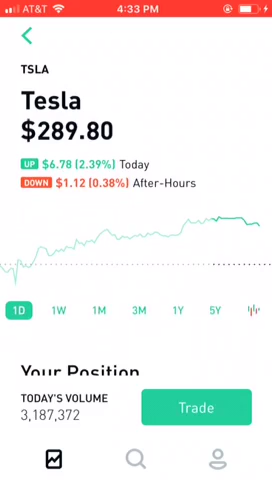 AT&T 4:33 PM
TSLA
Tesla
$289.80
UP $6.78 (2.39%) Today
DOWN $1.12 (0.38%) After-Hours
1D 1W 1M 3M 1Y 5Y
Your Position
TODAY'S VOLUME
3,187,372
Trade